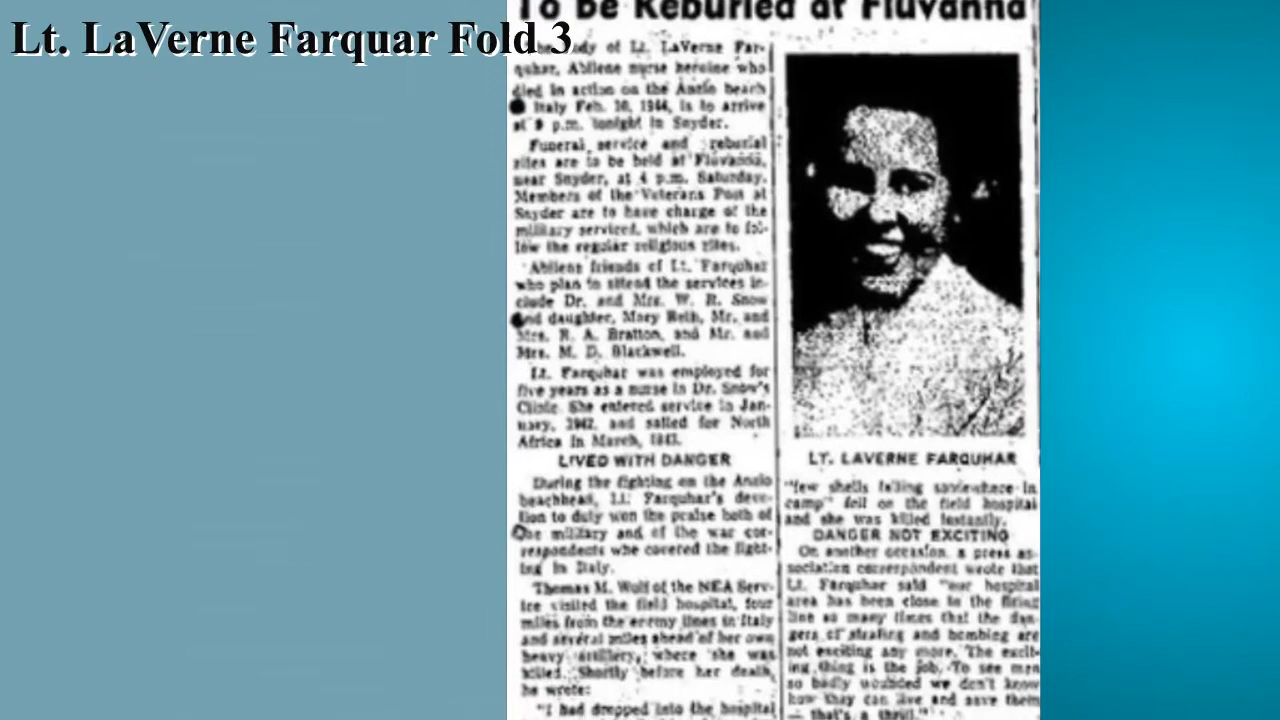 Lt. LaVerne Farquar Fold 3
To be Reburied at Fluvanna
The body of Lt. LaVerne Far-
quhar, Abilene nurse heroine who
died in action on the Anzio beach
Italy Feb. 10, 1944, is to arrive
at p.m. tonight in Snyder.
Funeral service and reburial
rites are to be held at Fluvanna,
near Snyder, at 4 p.m. Saturday.
Members of the Veterans Post at
Snyder are to have charge of the
military serviced, which are to fol-
low the regular religious rites.
Abilene friends of Lt. Farquhar
who plan to attend the services in-
clude Dr. and Mrs. W. R. Snow
and daughter, Mary Beth, Mr. and
Mrs. R. A. Bratton, and Mr. and
Mrs. M. D. Blackwell.
Lt. Farquhar was employed for
five years as a nurse in Dr. Snow's
Clinic. She entered service in Jan-
uary, 1942, and sailed for North
Africa in March, 1943.
LIVED WITH DANGER
During the fighting on the Anzio
beachhead, Lt. Farquhar's devo-
tion to duty won the praise both of
the military and of the war cor-
respondents who covered the fight-
ing in Italy.
Thomas M. Wolf of the NEA Serv-
ice visited the field hospital, four
miles from the enemy lines in Italy
and several miles ahead of her own
heavy artillery, where she was
killed. Shortly before her death,
he wrote:
"I had dropped into the hospital
LT. LAVERNE FARQUHAR
"few shells falling somewhere in
camp" fell on the field hospital
and she was killed instantly.
DANGER NOT EXCITING
On another occasion, a press as-
sociation correspondent wrote that
Lt. Farquhar said "our hospital
area has been close to the firing
line so many times that the dan-
gers of strafing and bombing are
not exciting any more. The excit-
ing thing is the job. To see men
so badly wounded we don't know
how they can live and save them
— that's a thrill."